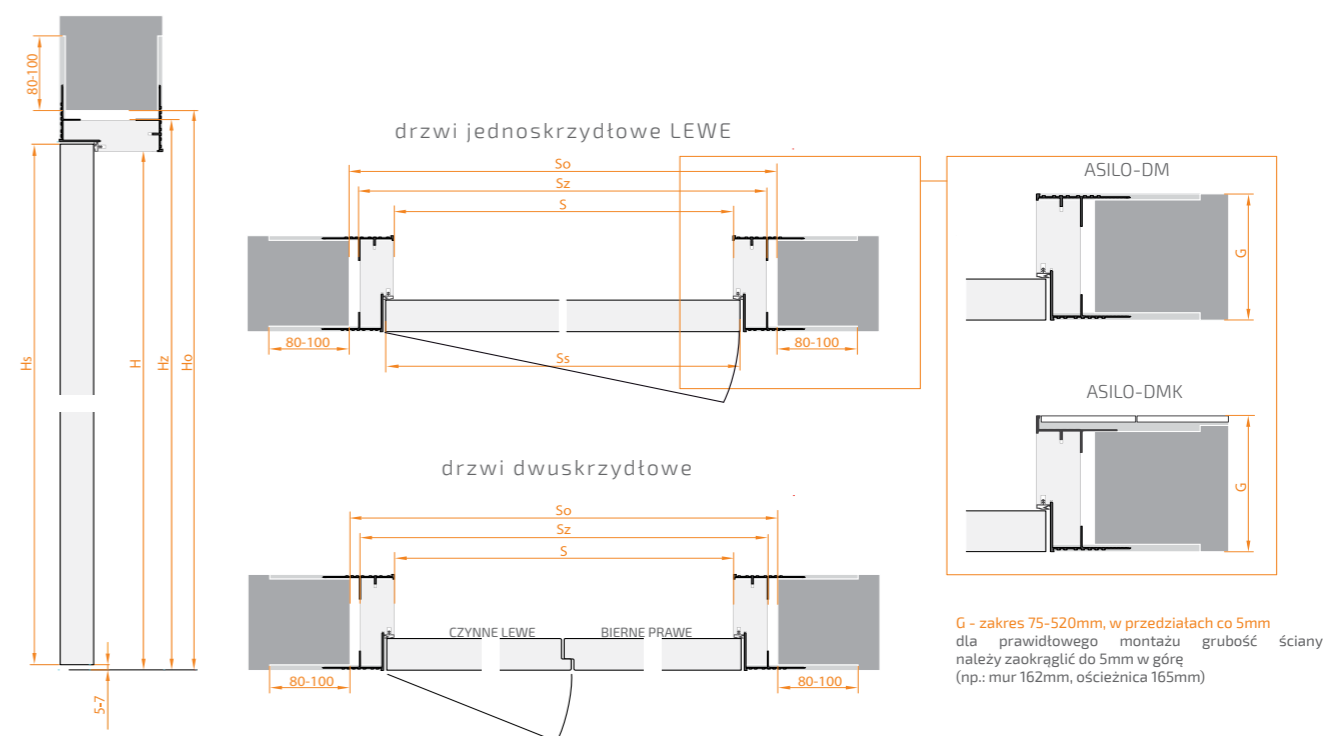 80-100
Hs
H
Hz
Ho
5-7
drzwi jednoskrzydłowe LEWE
So
Sz
S
80-100
80-100
Ss
drzwi dwuskrzydłowe
So
Sz
S
CZYNNE LEWE
BIERNE PRAWE
80-100
80-100
ASILO-DM
G
ASILO-DMK
G
G - zakres 75-520mm, w przedziałach co 5mm
dla prawidłowego montażu grubość ściany
należy zaokrąglić do 5mm w górę
(np.: mur 162mm, ościeżnica 165mm)